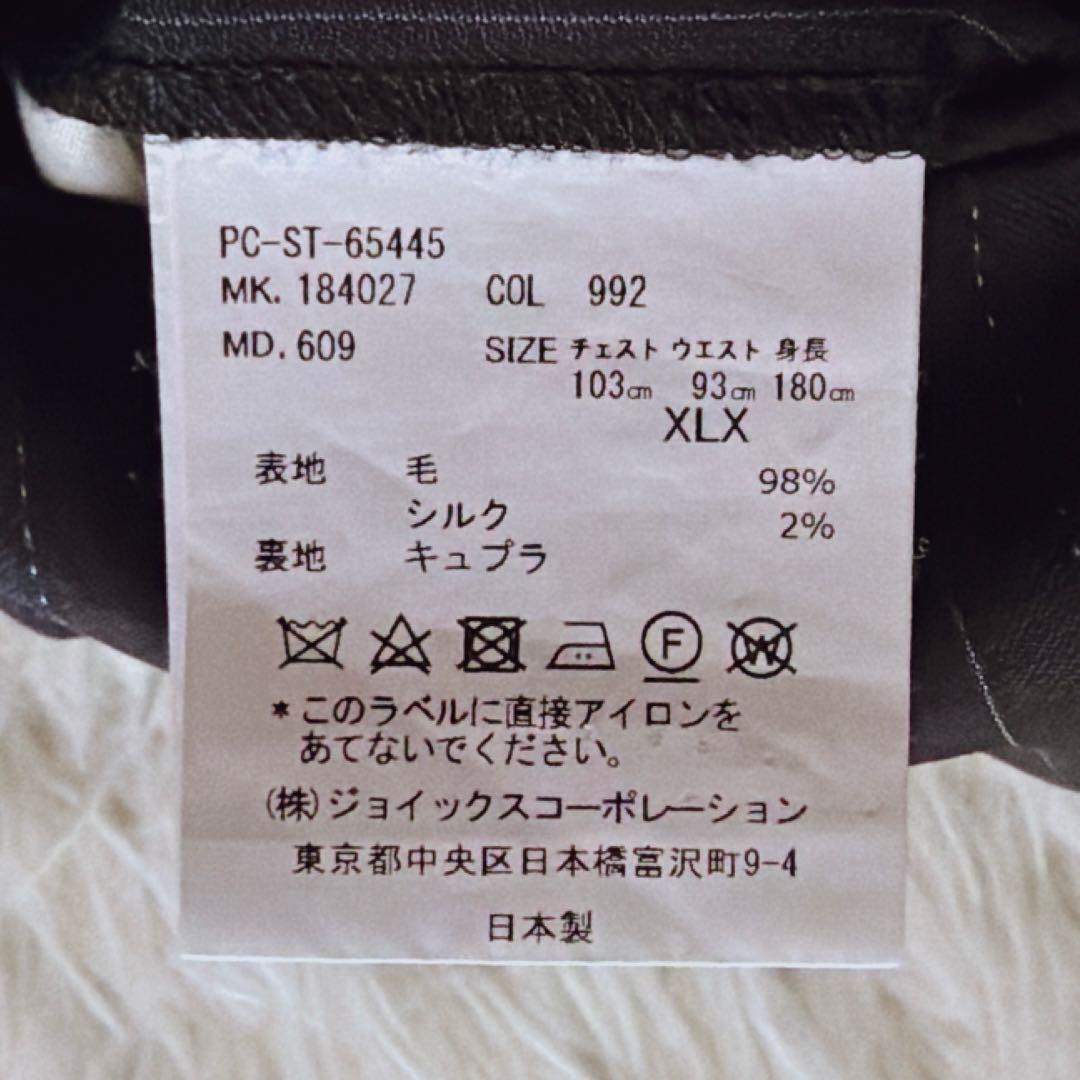 PC-ST-65445
MK. 184027 COL 992
MD. 609 SIZE チェスト ウエスト 身長
103cm 93cm 180cm
XLX
表地 毛 98%
シルク 2%
裏地 キュプラ
F W
*このラベルに直接アイロンを
あてないでください。
(株)ジョイックスコーポレーション
東京都中央区日本橋富沢町9-4
日本製